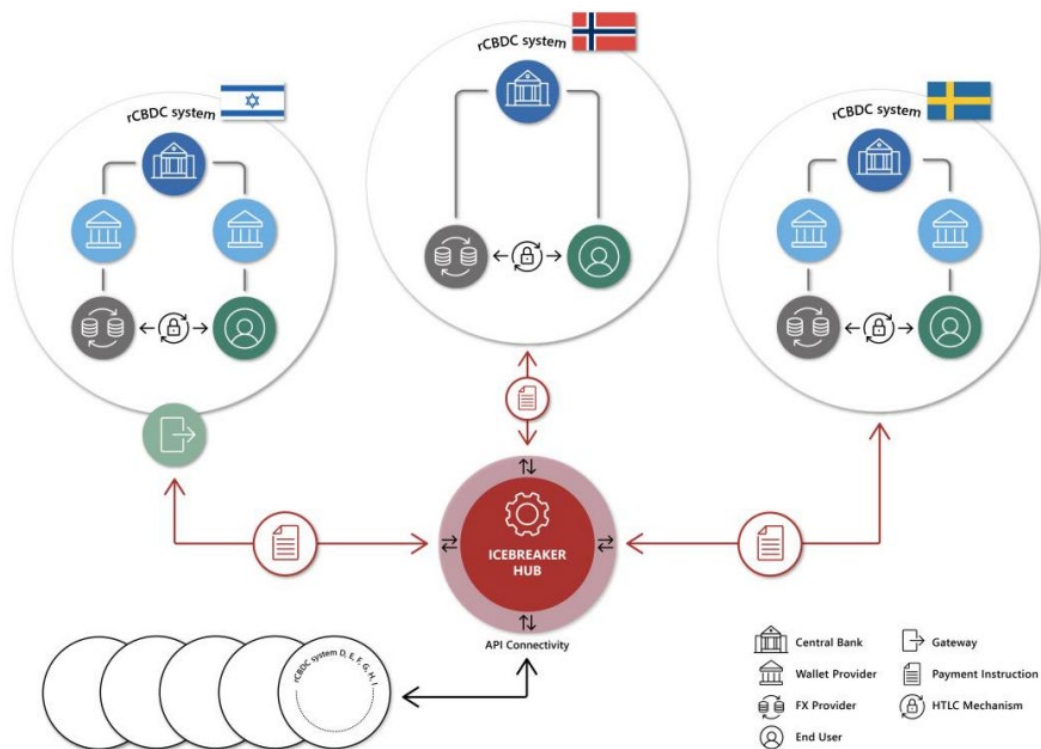 rCBDC system
rCBDC system
rCBDC system
ICEBREAKER
HUB
API Connectivity
rCBDC system D, E, F, G, H, I
Central Bank
Gateway
Wallet Provider
Payment Instruction
FX Provider
HTLC Mechanism
End User